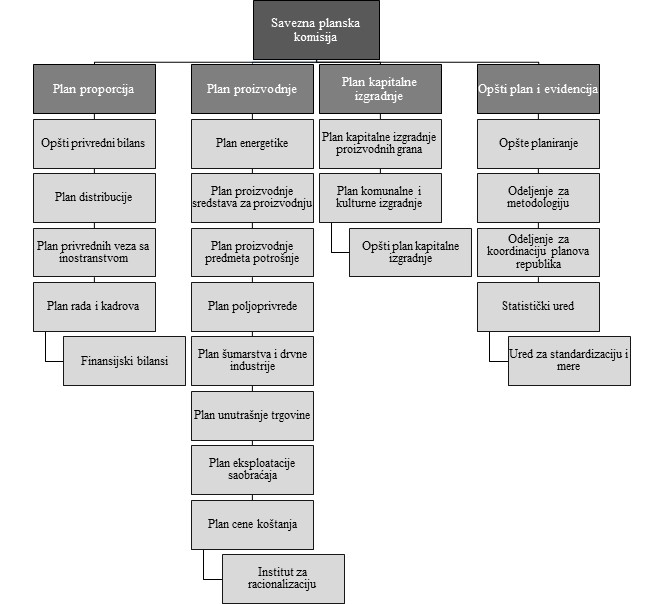 Savezna planska
komisija
Plan proporcija
Opšti privredni bilans
Plan distribucije
Plan privrednih veza sa
inostranstvom
Plan rada i kadrova
Finansijski bilansi
Plan proizvodnje
Plan energetike
Plan proizvodnje
sredstava za proizvodnju
Plan proizvodnje
predmeta potrošnje
Plan poljoprivrede
Plan šumarstva i drvne
industrije
Plan unutrašnje trgovine
Plan eksploatacije
saobraćaja
Plan cene koštanja
Institut za
racionalizaciju
Plan kapitalne
izgradnje
Plan kapitalne izgradnje
proizvodnih grana
Plan komunalne i
kulturne izgradnje
Opšti plan kapitalne
izgradnje
Opšti plan i evidencija
Opšte planiranje
Odeljenje za
metodologiju
Odeljenje za
koordinaciju planova
republika
Statistički ured
Ured za standardizaciju i
mere